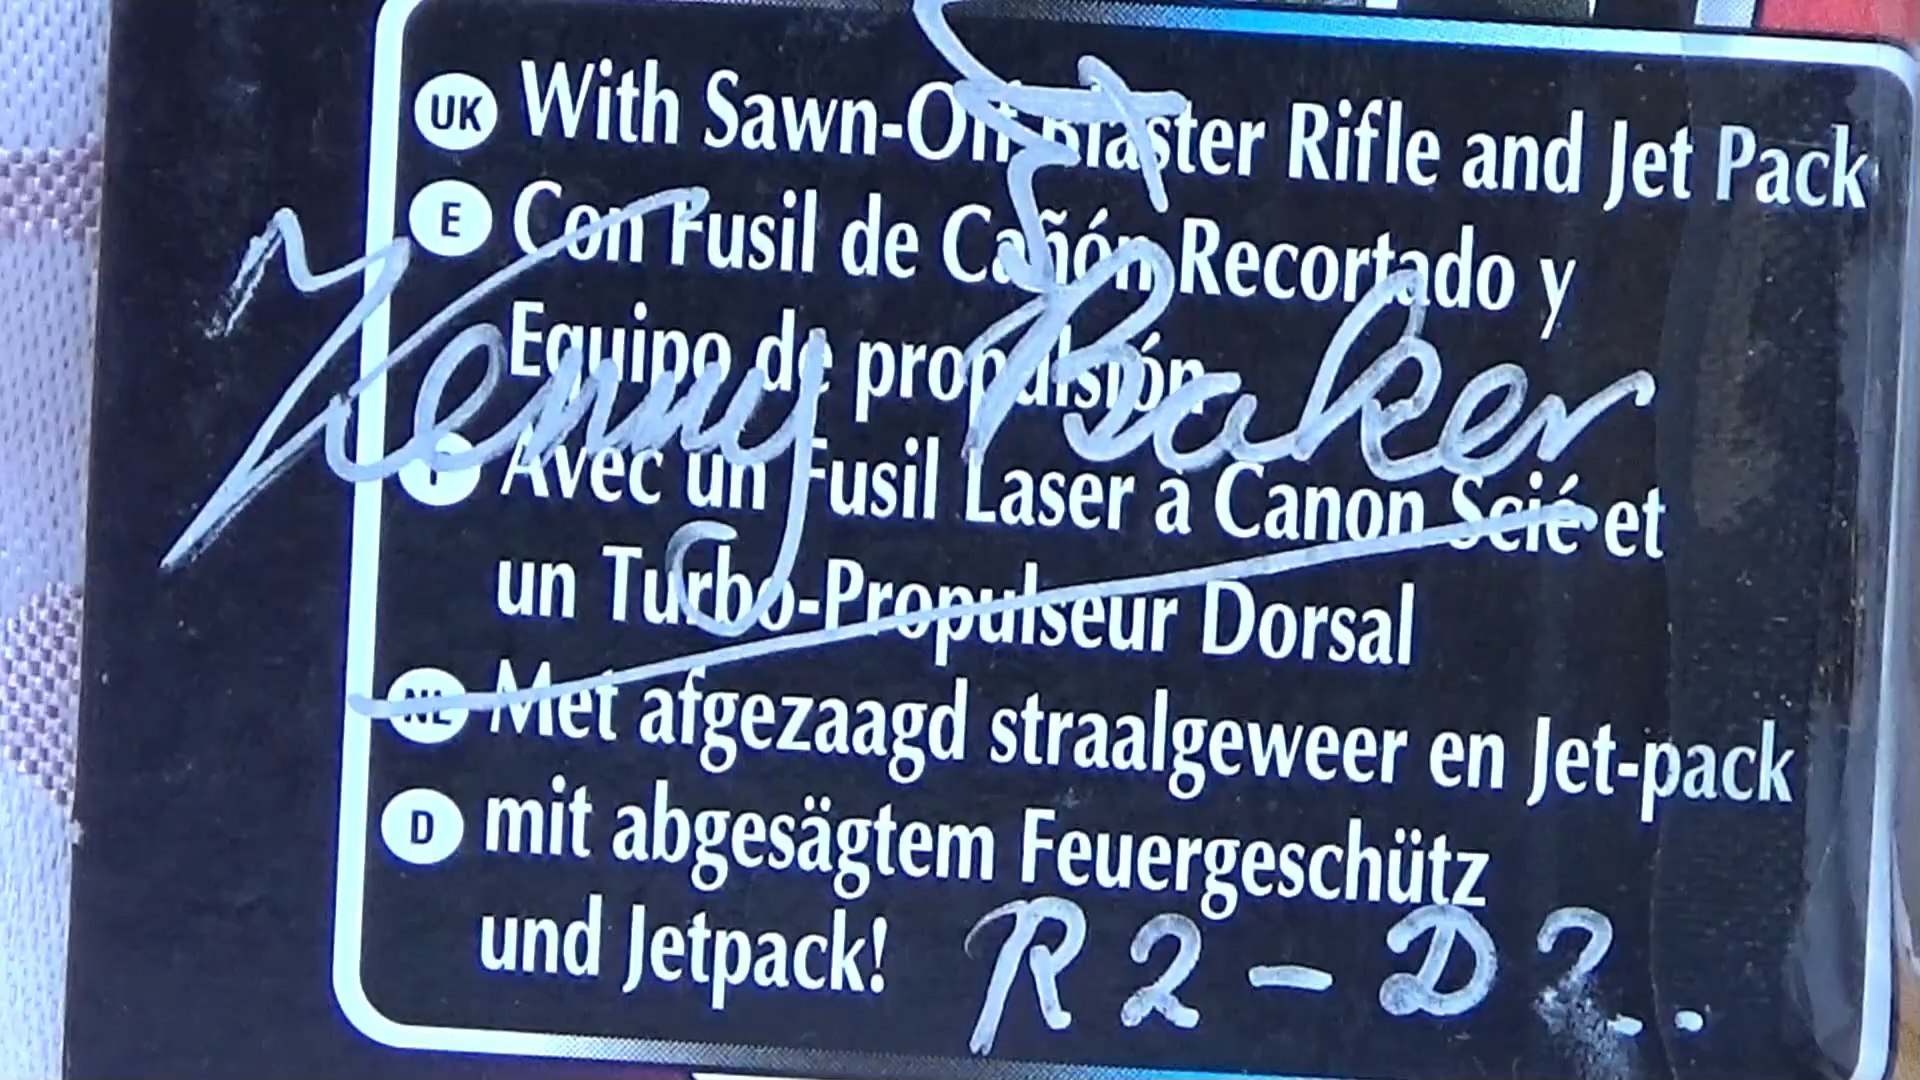 UK With Sawn-Off Blaster Rifle and Jet Pack
E Con Fusil de Cañón Recortado y
Equipo de propulsión
Kenny Baker
F Avec un Fusil Laser à Canon Scié et
un Turbo-Propulseur Dorsal
NL Met afgezaagd straalgeweer en Jet-pack
D mit abgesägtem Feuergeschütz
und Jetpack!
R2-D2.